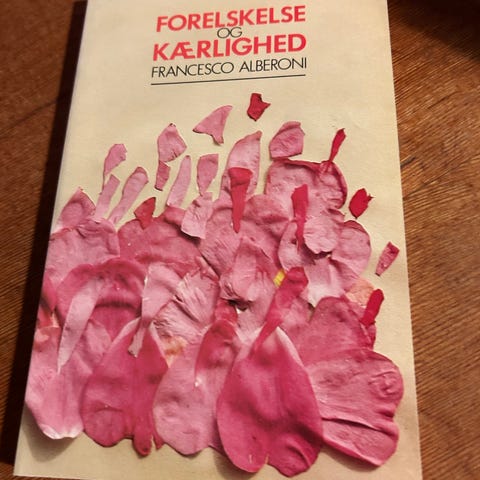 FORELSKELSE
OG
KÆRLIGHED
FRANCESCO ALBERONI